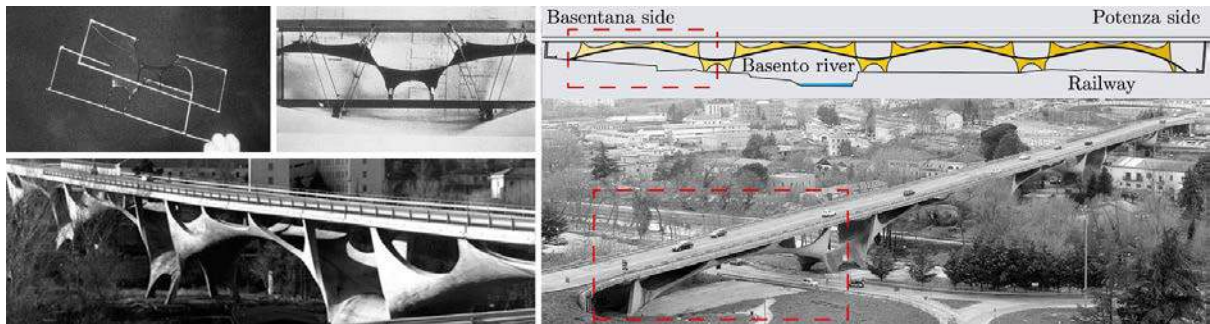 Basentana side
Potenza side
Basento river
Railway